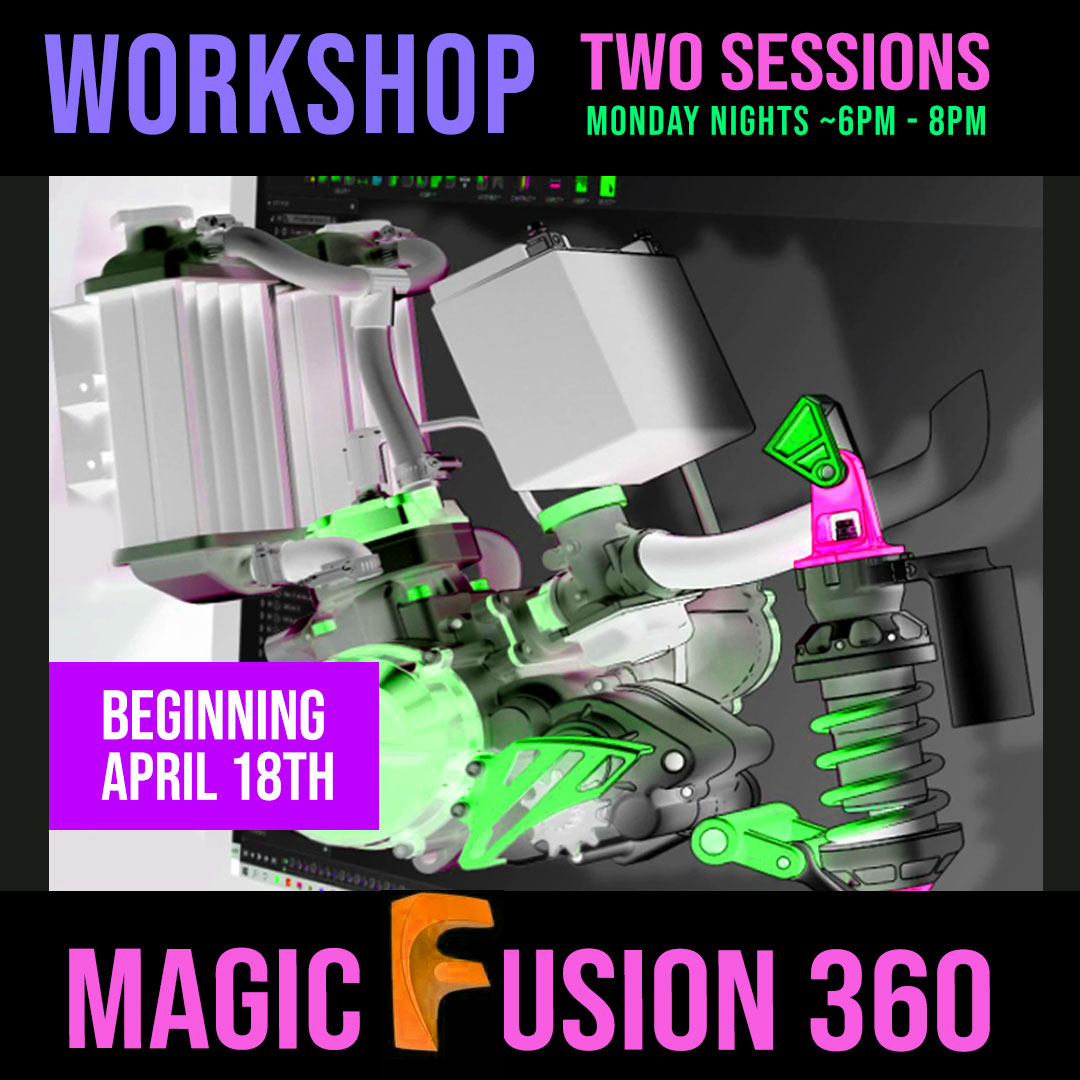 WORKSHOP
TWO SESSIONS
MONDAY NIGHTS ~6PM - 8PM
BEGINNING
APRIL 18TH
MAGIC FUSION 360